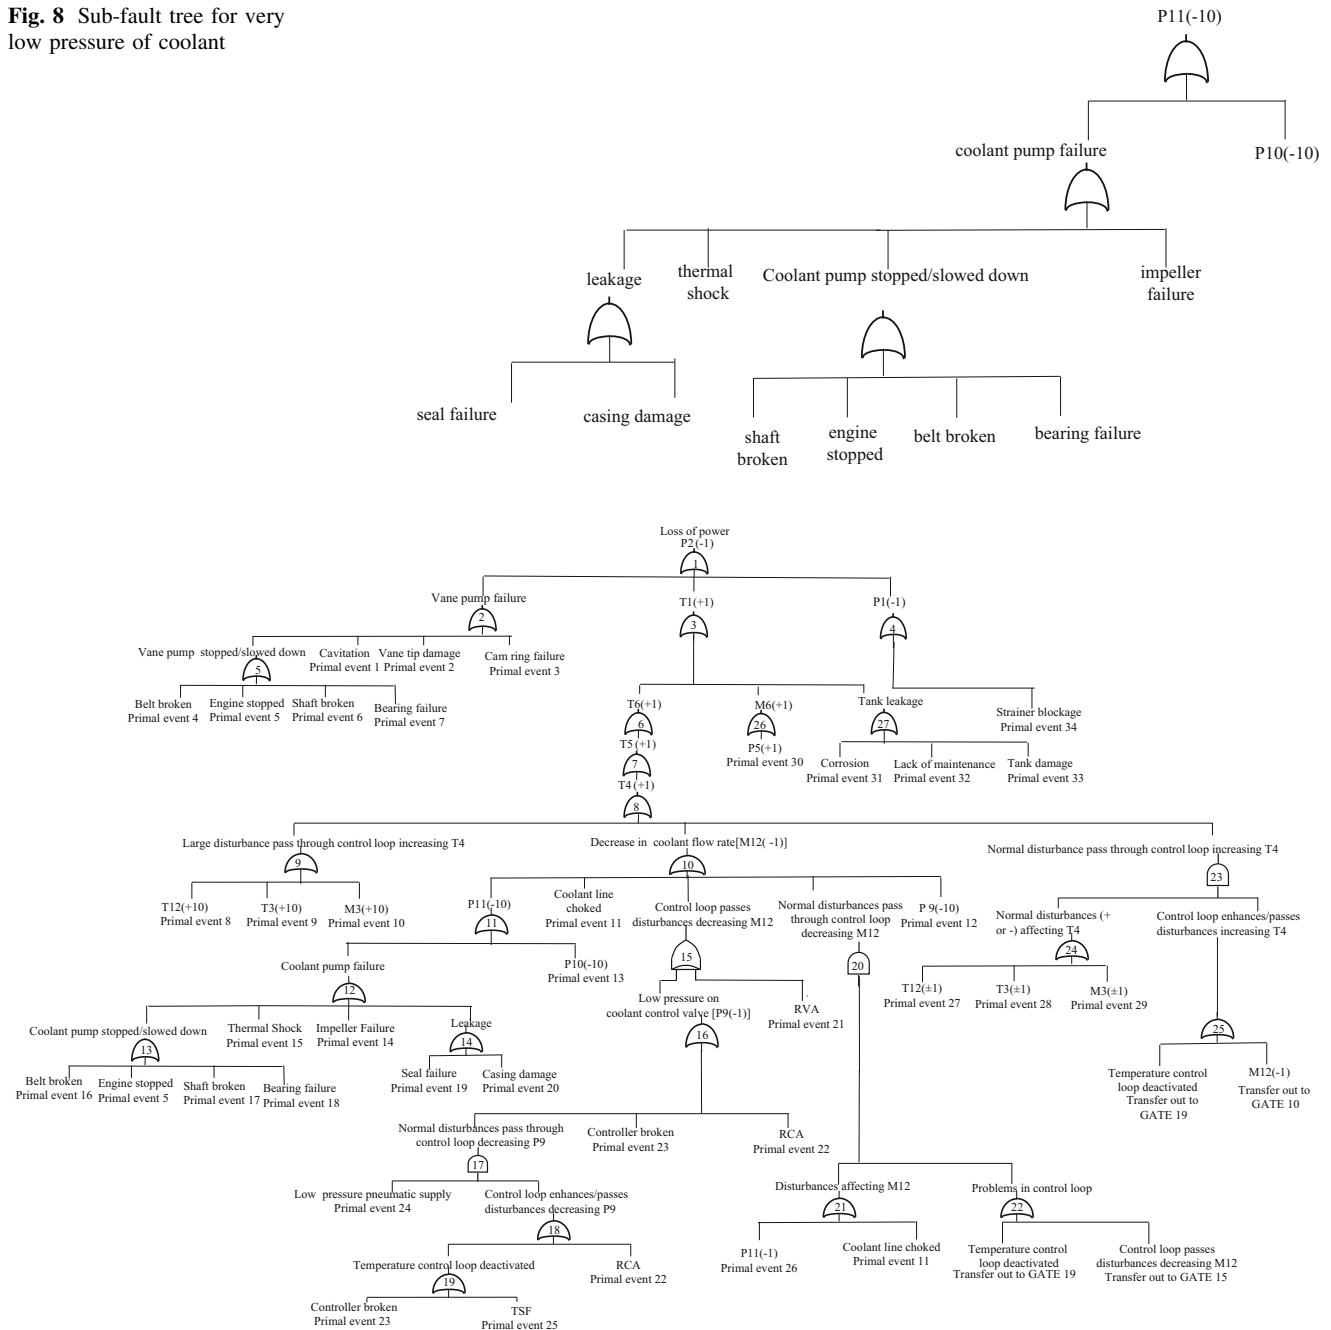 Fig. 8 Sub-fault tree for very
low pressure of coolant
P11(-10)
coolant pump failure
P10(-10)
leakage
thermal
shock
Coolant pump stopped/slowed down
impeller
failure
seal failure
casing damage
shaft
broken
engine
stopped
belt broken
bearing failure
Loss of power
P2(-1)
1
Vane pump failure
2
T1(+1)
3
P1(-1)
4
Vane pump stopped/slowed down
5
Cavitation
Primal event 1
Vane tip damage
Primal event 2
Cam ring failure
Primal event 3
Belt broken
Primal event 4
Engine stopped
Primal event 5
Shaft broken
Primal event 6
Bearing failure
Primal event 7
T6(+1)
6
T5(+1)
7
T4(+1)
8
M6(+1)
26
P5(+1)
Primal event 30
Tank leakage
27
Strainer blockage
Primal event 34
Corrosion
Primal event 31
Lack of maintenance
Primal event 32
Tank damage
Primal event 33
Large disturbance pass through control loop increasing T4
9
Decrease in coolant flow rate[M12( -1)]
10
Normal disturbance pass through control loop increasing T4
23
T12(+10)
Primal event 8
T3(+10)
Primal event 9
M3(+10)
Primal event 10
P11(-10)
11
Coolant line
choked
Primal event 11
Control loop passes
disturbances decreasing M12
15
Normal disturbances pass
through control loop
decreasing M12
20
P 9(-10)
Primal event 12
Normal disturbances (+
or -) affecting T4
24
Control loop enhances/passes
disturbances increasing T4
Coolant pump failure
12
P10(-10)
Primal event 13
Low pressure on
coolant control valve [P9(-1)]
16
RVA
Primal event 21
T12(±1)
Primal event 27
T3(±1)
Primal event 28
M3(±1)
Primal event 29
25
Coolant pump stopped/slowed down
13
Thermal Shock
Primal event 15
Impeller Failure
Primal event 14
Leakage
14
Belt broken
Primal event 16
Engine stopped
Primal event 5
Shaft broken
Primal event 17
Bearing failure
Primal event 18
Seal failure
Primal event 19
Casing damage
Primal event 20
Temperature control
loop deactivated
Transfer out to
GATE 19
M12(-1)
Transfer out to
GATE 10
Normal disturbances pass through
control loop decreasing P9
17
Controller broken
Primal event 23
RCA
Primal event 22
Low pressure pneumatic supply
Primal event 24
Control loop enhances/passes
disturbances decreasing P9
18
Disturbances affecting M12
21
Problems in control loop
22
Temperature control loop deactivated
19
RCA
Primal event 22
P11(-1)
Primal event 26
Coolant line choked
Primal event 11
Temperature control
loop deactivated
Transfer out to GATE 19
Control loop passes
disturbances decreasing M12
Transfer out to GATE 15
Controller broken
Primal event 23
TSF
Primal event 25